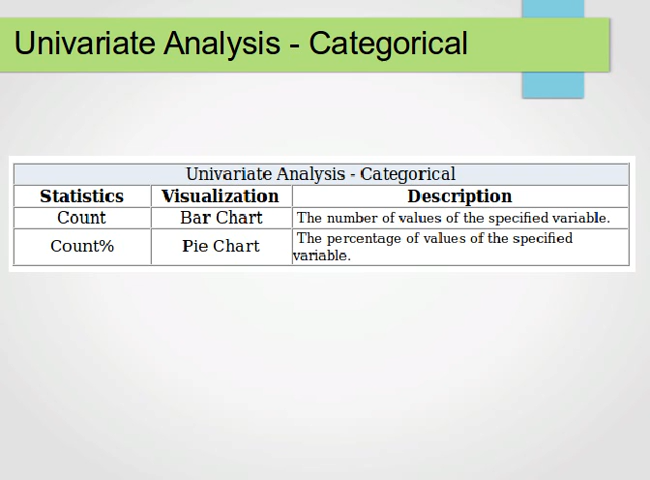 Univariate Analysis - Categorical
Univariate Analysis - Categorical
Statistics Visualization Description
Count Bar Chart The number of values of the specified variable.
Count% Pie Chart The percentage of values of the specified
variable.